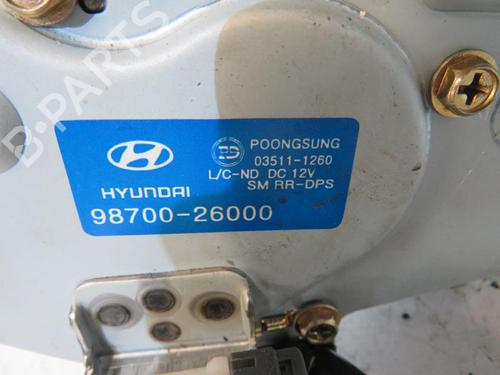 B-PARTS
POONGSUNG
03511-1260
L/C-ND DC 12V
SM RR-DPS
HYUNDAI
98700-26000